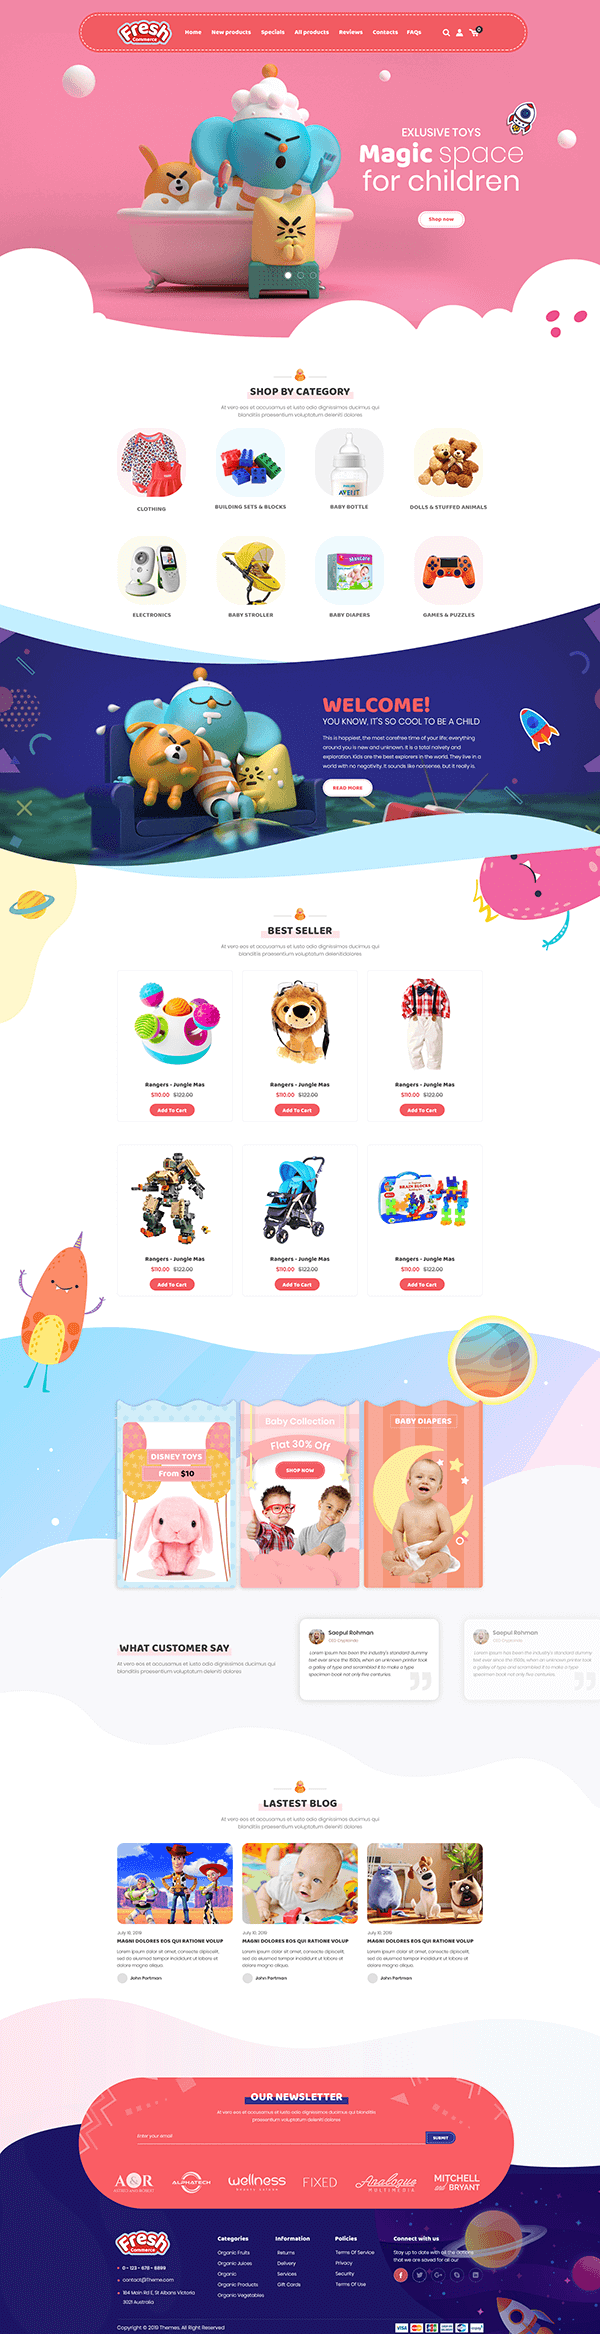 Fresh
Commerce
Home New products Specials All products Reviews Contacts FAQs
0
EXLUSIVE TOYS
Magic space
for children
Shop now
SHOP BY CATEGORY
At vero eos et accusamus et iusto odio dignissimos ducimus qui
blanditiis praesentium voluptatum deleniti dolores
AVENT
CLOTHING
BUILDING SETS & BLOCKS
BABY BOTTLE
DOLLS & STUFFED ANIMALS
ELECTRONICS
BABY STROLLER
BABY DIAPERS
GAMES & PUZZLES
WELCOME!
YOU KNOW, IT'S SO COOL TO BE A CHILD
This is happiest, the most carefree time of your life; everything
around you is new and unknown. It is a total naivety and
exploration. Kids are the best explorers in the world. They live in a
world with no negativity. It sounds like nonsense, but it really is.
READ MORE
BEST SELLER
At vero eos et accusamus et iusto odio dignissimos ducimus qui
blanditiis praesentium voluptatum delenitidolores
Rangers - Jungle Mas
$110.00 $122.00
Add To Cart
Rangers - Jungle Mas
$110.00 $122.00
Add To Cart
Rangers - Jungle Mas
$110.00 $122.00
Add To Cart
BRAIN BLOCKS
Rangers - Jungle Mas
$110.00 $122.00
Add To Cart
Rangers - Jungle Mas
$110.00 $122.00
Add To Cart
Rangers - Jungle Mas
$110.00 $122.00
Add To Cart
DISNEY TOYS
From $10
Baby Collection
Flat 30% Off
SHOP NOW
BABY DIAPERS
WHAT CUSTOMER SAY
At vero eos et accusamus et iusto odio dignissimos ducimus qui
blanditiis praesentium voluptatum deleniti dolores
Saepul Rohman
Lorem Ipsum has been the industry's standard dummy
text ever since the 1500s, when an unknown printer took
a galley of type and scrambled it to make a type
specimen book not only five centuries.
Saepul Rohman
Lorem Ipsum has been the industry's standard dummy
text ever since the 1500s, when an unknown printer took
a galley of type and scrambled it to make a type
specimen book not only five centuries.
LASTEST BLOG
At vero eos et accusamus et iusto odio dignissimos ducimus qui
blanditiis praesentium voluptatum deleniti dolores
July 10, 2019
MAGNI DOLORES EOS QUI RATIONE VOLUP
Lorem ipsum dolor sit amet, consecte dipiscelit,
sed do eiusmod tempor incididunt ut labore et
dolore magna aliqua.
John Portman
July 10, 2019
MAGNI DOLORES EOS QUI RATIONE VOLUP
Lorem ipsum dolor sit amet, consecte dipiscelit,
sed do eiusmod tempor incididunt ut labore et
dolore magna aliqua.
John Portman
July 10, 2019
MAGNI DOLORES EOS QUI RATIONE VOLUP
Lorem ipsum dolor sit amet, consecte dipiscelit,
sed do eiusmod tempor incididunt ut labore et
dolore magna aliqua.
John Portman
OUR NEWSLETTER
At vero eos et accusamus et iusto odio dignissimos ducimus qui blanditiis
praesentium voluptatum deleniti dolores
Enter your email
SUBMIT
A&R
ALPHATECH
wellness
FIXED
Analogue
MULTIMEDIA
MITCHELL
and BRYANT
Fresh
Commerce
0 - 123 - 678 - 8899
contact@Theme.com
184 Main Rd E, St Albans Victoria
3021 Australia
Categories
Organic Fruits
Organic Juices
Organic
Organic Products
Organic Vegetables
Information
Returns
Delivery
Services
Gift Cards
Policies
Terms Of Service
Privacy
Security
Terms Of Use
Connect with us
Stay up to date with all the actions
that we are saved for all our
Copyright © 2019 Themes. All Right Reserved
VISA